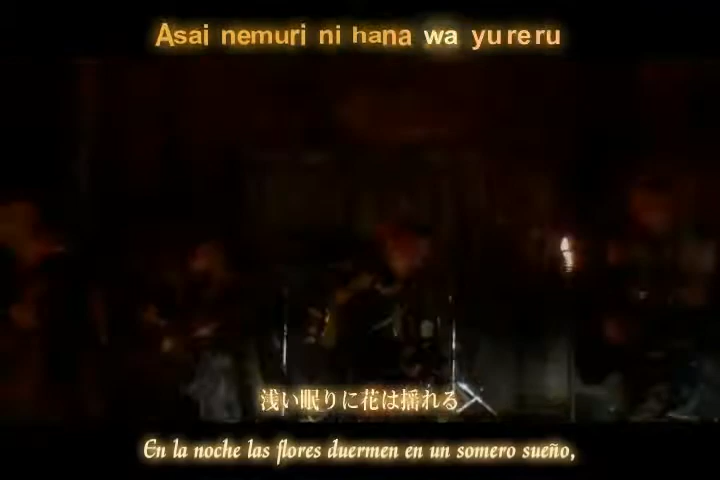 Asai nemuri ni hana wa yureru
浅い眠りに花は揺れる
En la noche las flores duermen en un somero sueño,